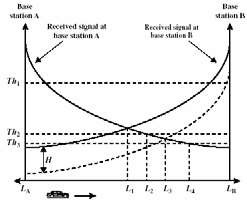 Base
station A
Base
station B
Received signal at
base station A
Received signal at
base station B
Th1
Th2
Th3
H
LA
L1
L2
L3
L4
LB